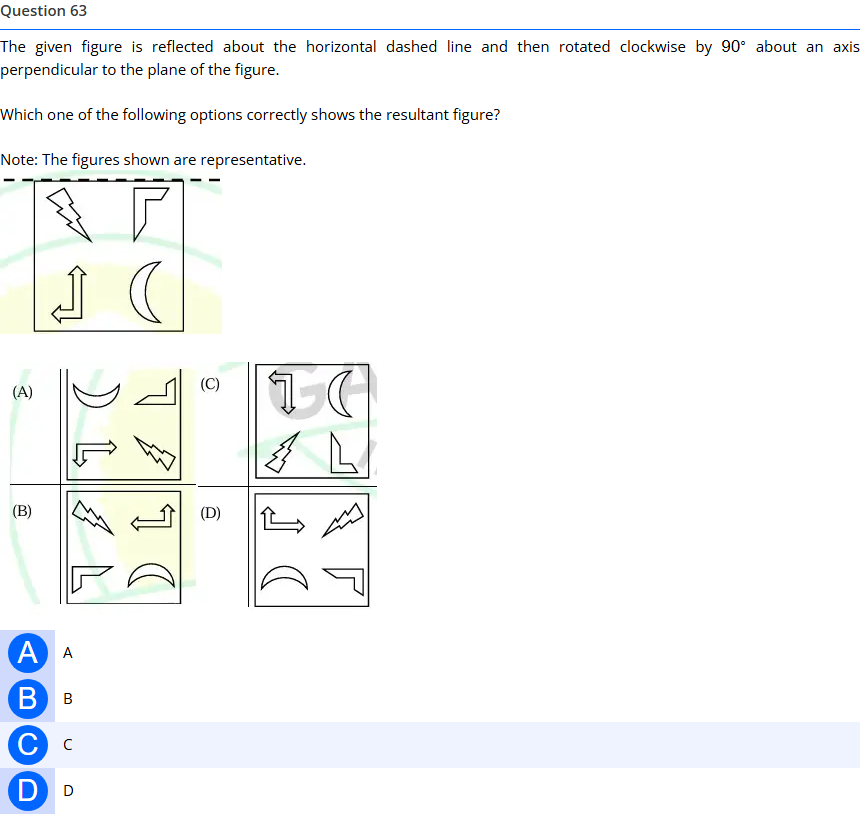 Question 63
The given figure is reflected about the horizontal dashed line and then rotated clockwise by 90° about an axis
perpendicular to the plane of the figure.
Which one of the following options correctly shows the resultant figure?
Note: The figures shown are representative.
(A)
(C)
(B)
(D)
A A
B B
C C
D D